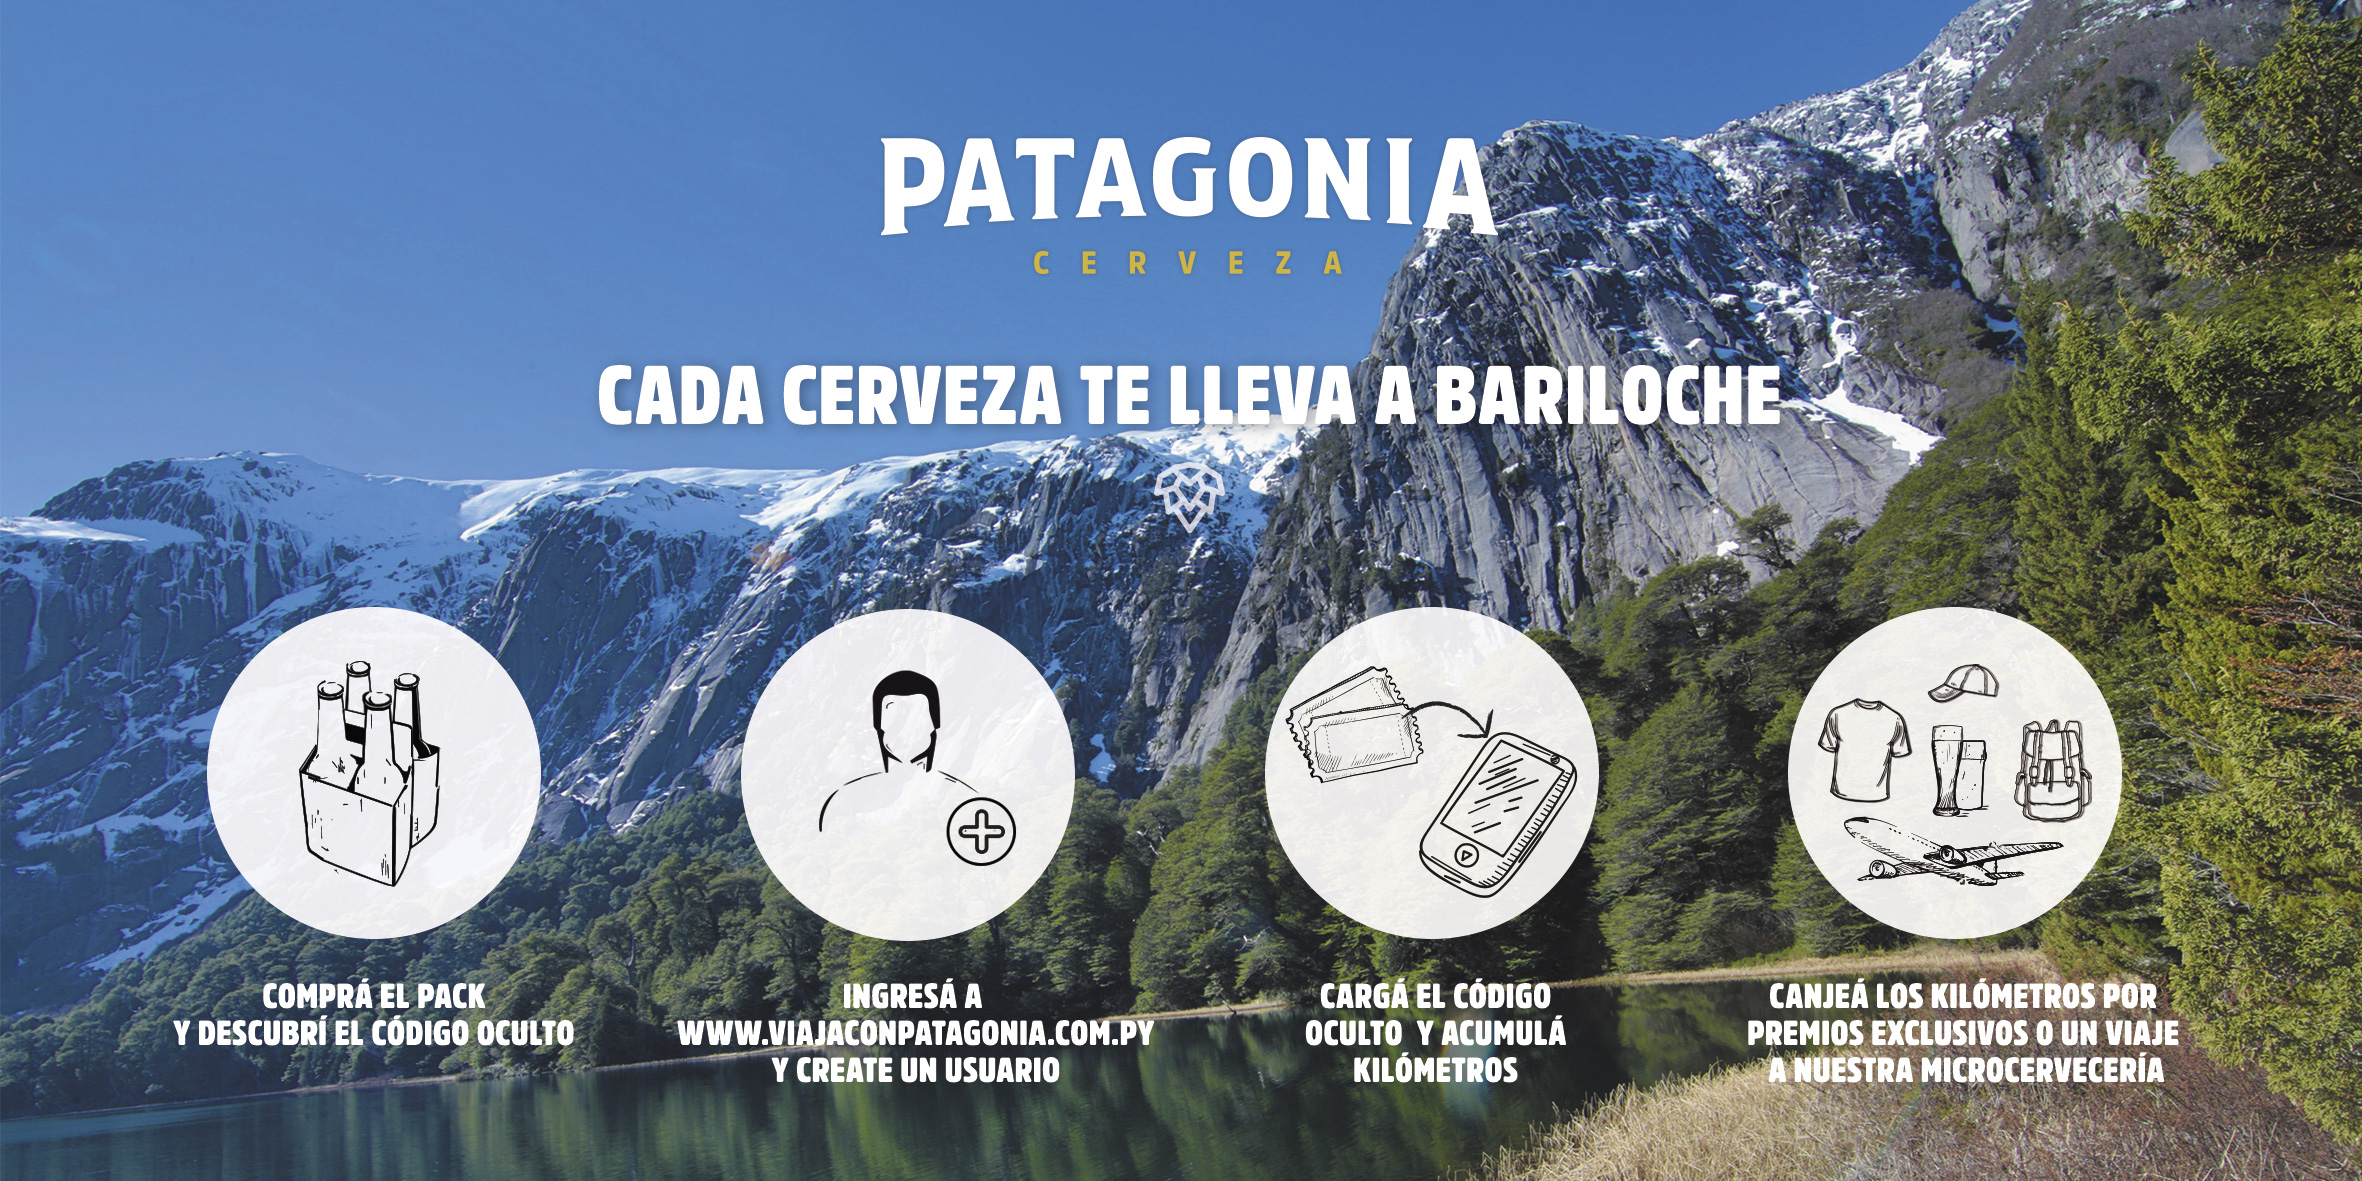 PATAGONIA
CERVEZA
CADA CERVEZA TE LLEVA A BARILOCHE
COMPRÁ EL PACK
Y DESCUBRÍ EL CÓDIGO OCULTO
INGRESÁ A
WWW.VIAJACONPATAGONIA.COM.PY
Y CREATE UN USUARIO
CARGÁ EL CÓDIGO
OCULTO Y ACUMULÁ
KILÓMETROS
CANJEÁ LOS KILÓMETROS POR
PREMIOS EXCLUSIVOS O UN VIAJE
A NUESTRA MICROCERVECERÍA